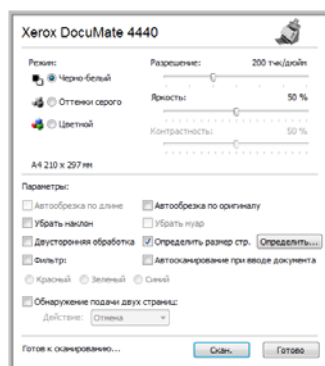 Xerox DocuMate 4440
Режим: Разрешение: 200 тчк/дюйм
Черно-белый
Оттенки серого Яркость: 50 %
Цветной Контрастность: 50 %
A4 210 x 297 мм
Параметры:
Автообрезка по длине Автообрезка по оригиналу
Убрать наклон Убрать муар
Двусторонняя обработка Определить размер стр. Определить...
Фильтр: Автосканирование при вводе документа
Красный Зеленый Синий
Обнаружение подачи двух страниц:
Действие: Отмена
Готов к сканированию... Скан. Готово